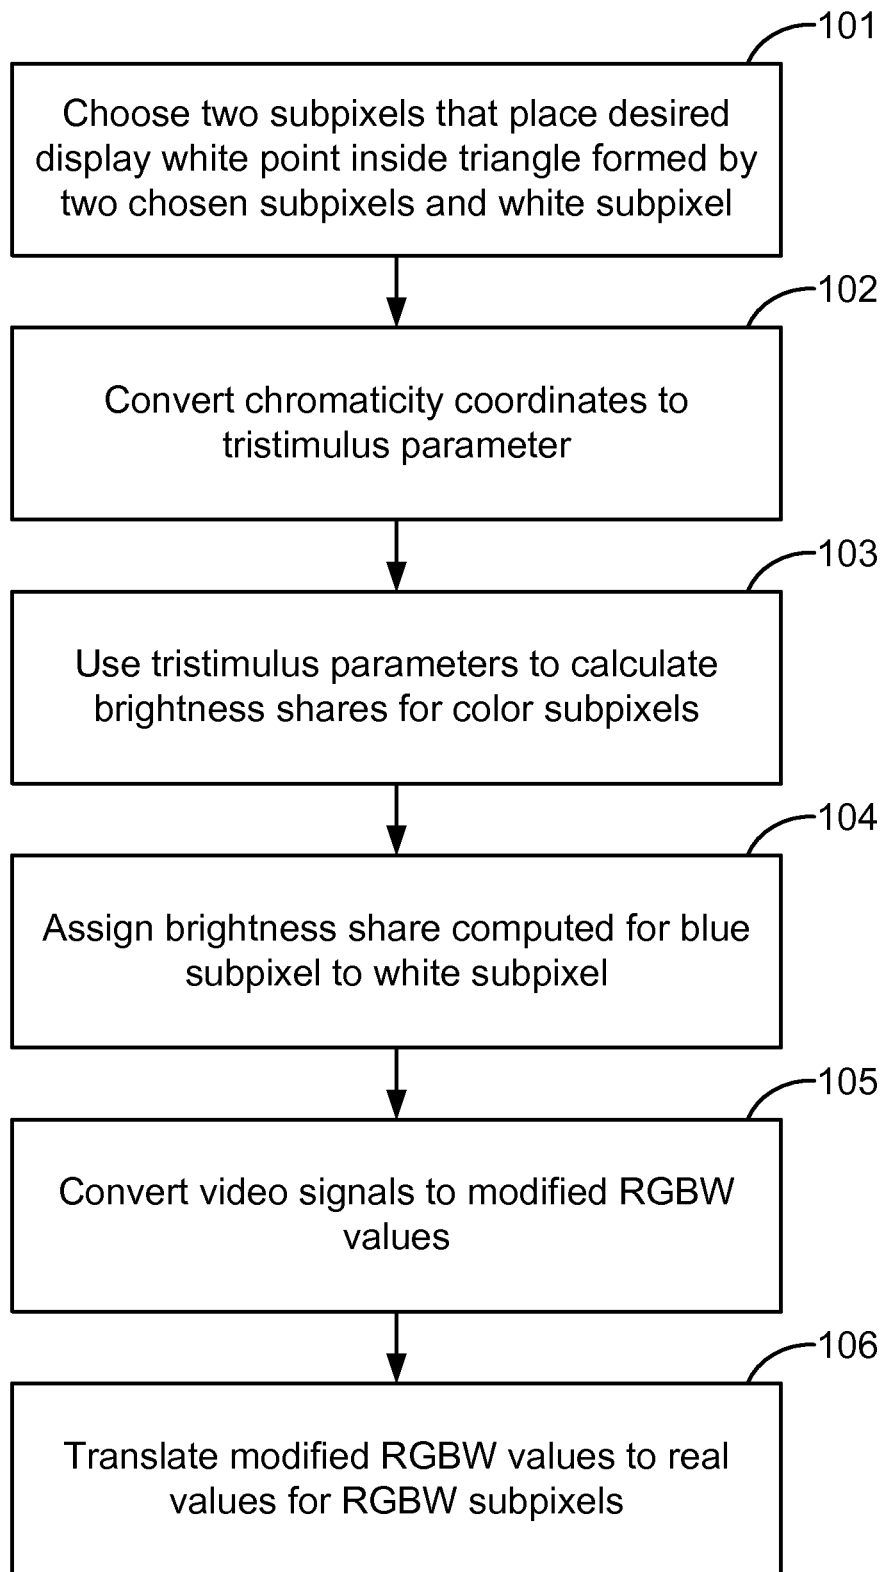 101
Choose two subpixels that place desired
display white point inside triangle formed by
two chosen subpixels and white subpixel
102
Convert chromaticity coordinates to
tristimulus parameter
103
Use tristimulus parameters to calculate
brightness shares for color subpixels
104
Assign brightness share computed for blue
subpixel to white subpixel
105
Convert video signals to modified RGBW
values
106
Translate modified RGBW values to real
values for RGBW subpixels